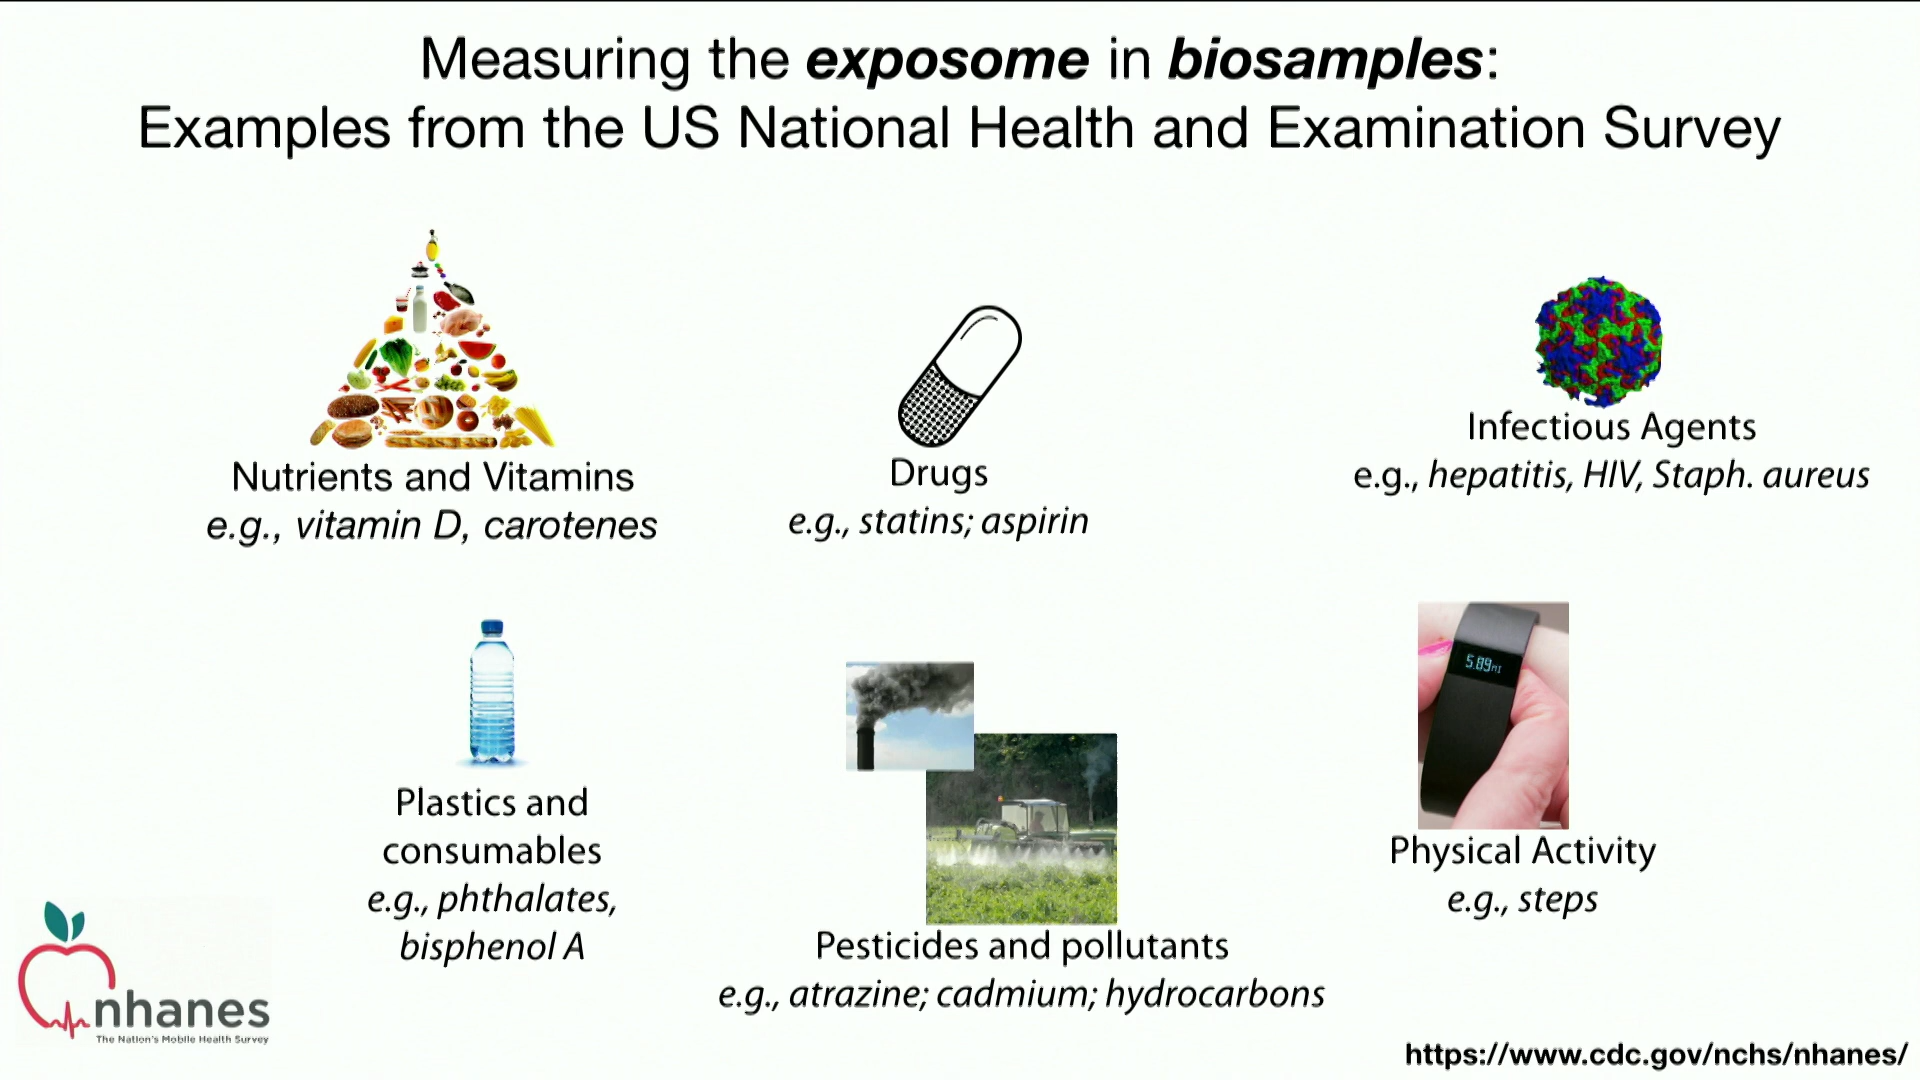 Measuring the exposome in biosamples:
Examples from the US National Health and Examination Survey
Nutrients and Vitamins
e.g., vitamin D, carotenes
Drugs
e.g., statins; aspirin
Infectious Agents
e.g., hepatitis, HIV, Staph. aureus
Plastics and
consumables
e.g., phthalates,
bisphenol A
Pesticides and pollutants
e.g., atrazine; cadmium; hydrocarbons
5.89MI
Physical Activity
e.g., steps
nhanes
The Nation's Mobile Health Survey
https://www.cdc.gov/nchs/nhanes/